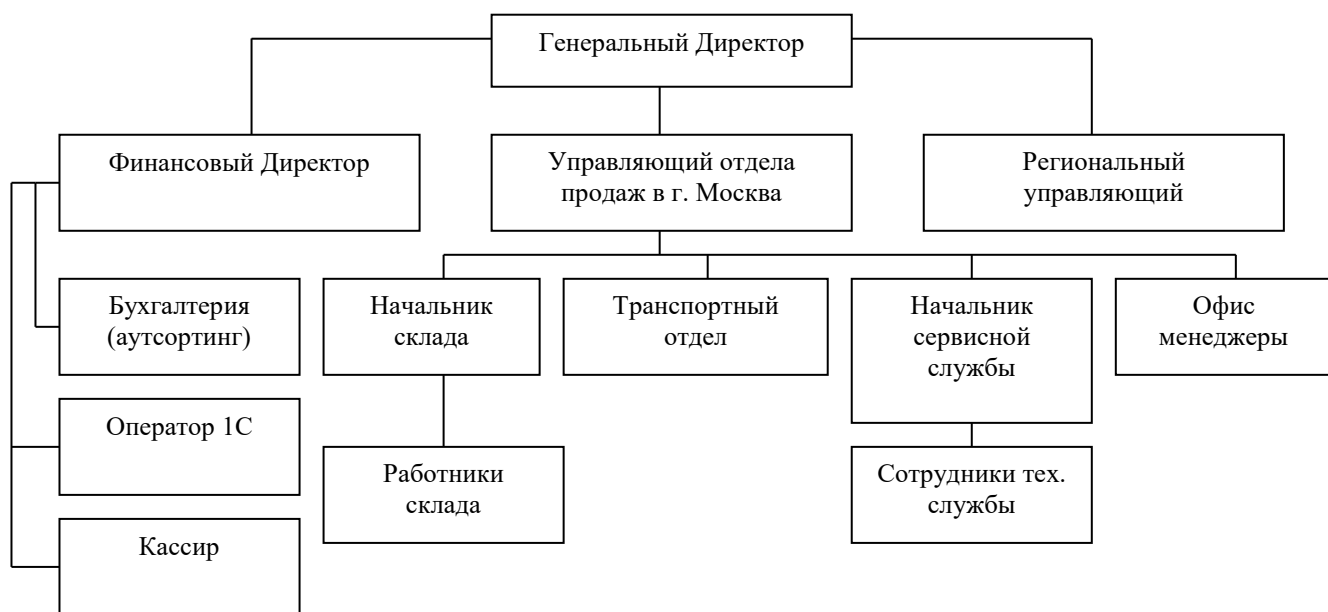 Генеральный Директор
Финансовый Директор
Управляющий отдела
продаж в г. Москва
Региональный
управляющий
Бухгалтерия
(аутсортинг)
Начальник
склада
Транспортный
отдел
Начальник
сервисной
службы
Офис
менеджеры
Оператор 1С
Работники
склада
Сотрудники тех.
службы
Кассир